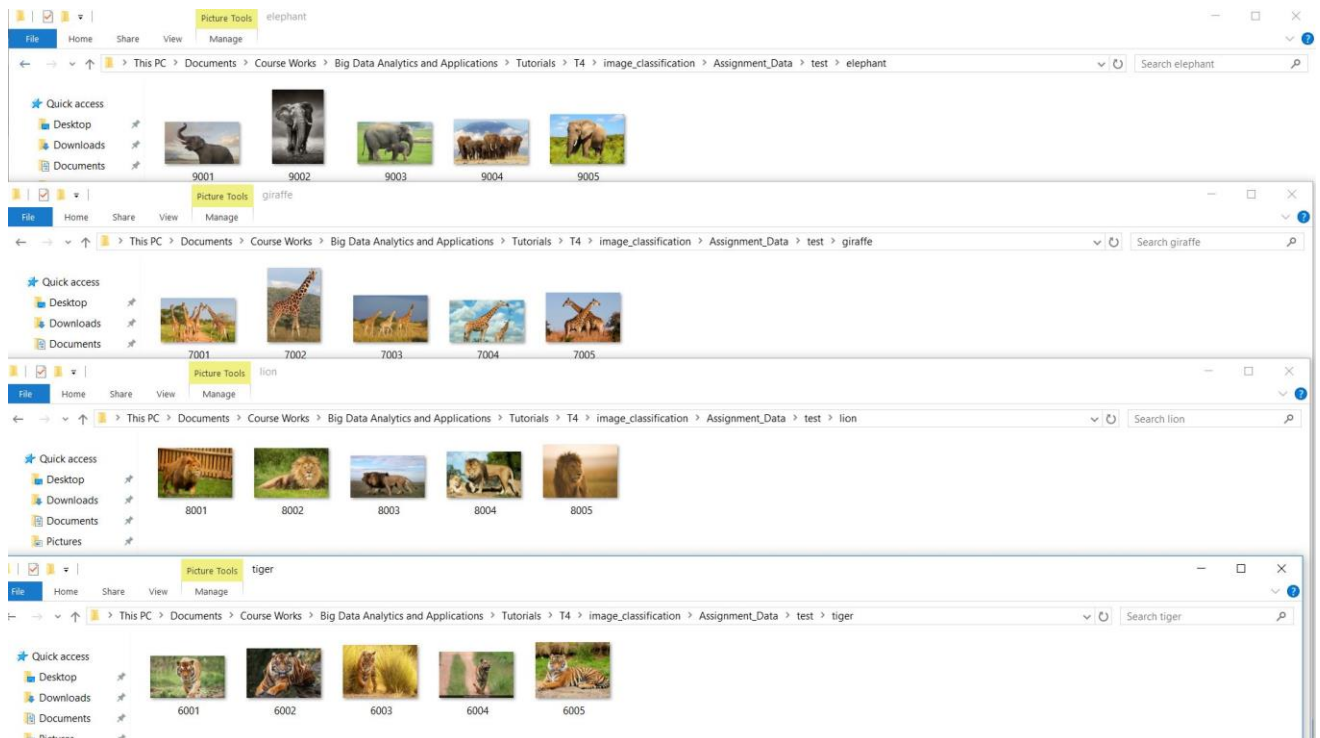 Picture Tools elephant
File Home Share View Manage
> This PC > Documents > Course Works > Big Data Analytics and Applications > Tutorials > T4 > image_classification > Assignment_Data > test > elephant Search elephant
Quick access
Desktop
Downloads
Documents
9001 9002 9003 9004 9005
Picture Tools giraffe
File Home Share View Manage
> This PC > Documents > Course Works > Big Data Analytics and Applications > Tutorials > T4 > image_classification > Assignment_Data > test > giraffe Search giraffe
Quick access
Desktop
Downloads
Documents
7001 7002 7003 7004 7005
Picture Tools lion
File Home Share View Manage
> This PC > Documents > Course Works > Big Data Analytics and Applications > Tutorials > T4 > image_classification > Assignment_Data > test > lion Search lion
Quick access
Desktop
Downloads
Documents
Pictures
8001 8002 8003 8004 8005
Picture Tools tiger
File Home Share View Manage
> This PC > Documents > Course Works > Big Data Analytics and Applications > Tutorials > T4 > image_classification > Assignment_Data > test > tiger Search tiger
Quick access
Desktop
Downloads
Documents
Pictures
6001 6002 6003 6004 6005